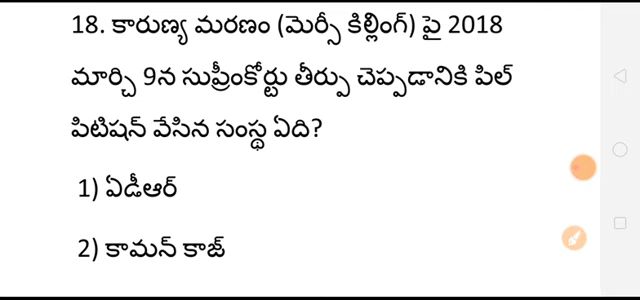 18. కారుణ్య మరణం (మెర్సీ కిల్లింగ్) పై 2018
మార్చి 9న సుప్రీంకోర్టు తీర్పు చెప్పడానికి పిల్
పిటిషన్ వేసిన సంస్థ ఏది?
1) ఏడీఆర్
2) కామన్ కాజ్